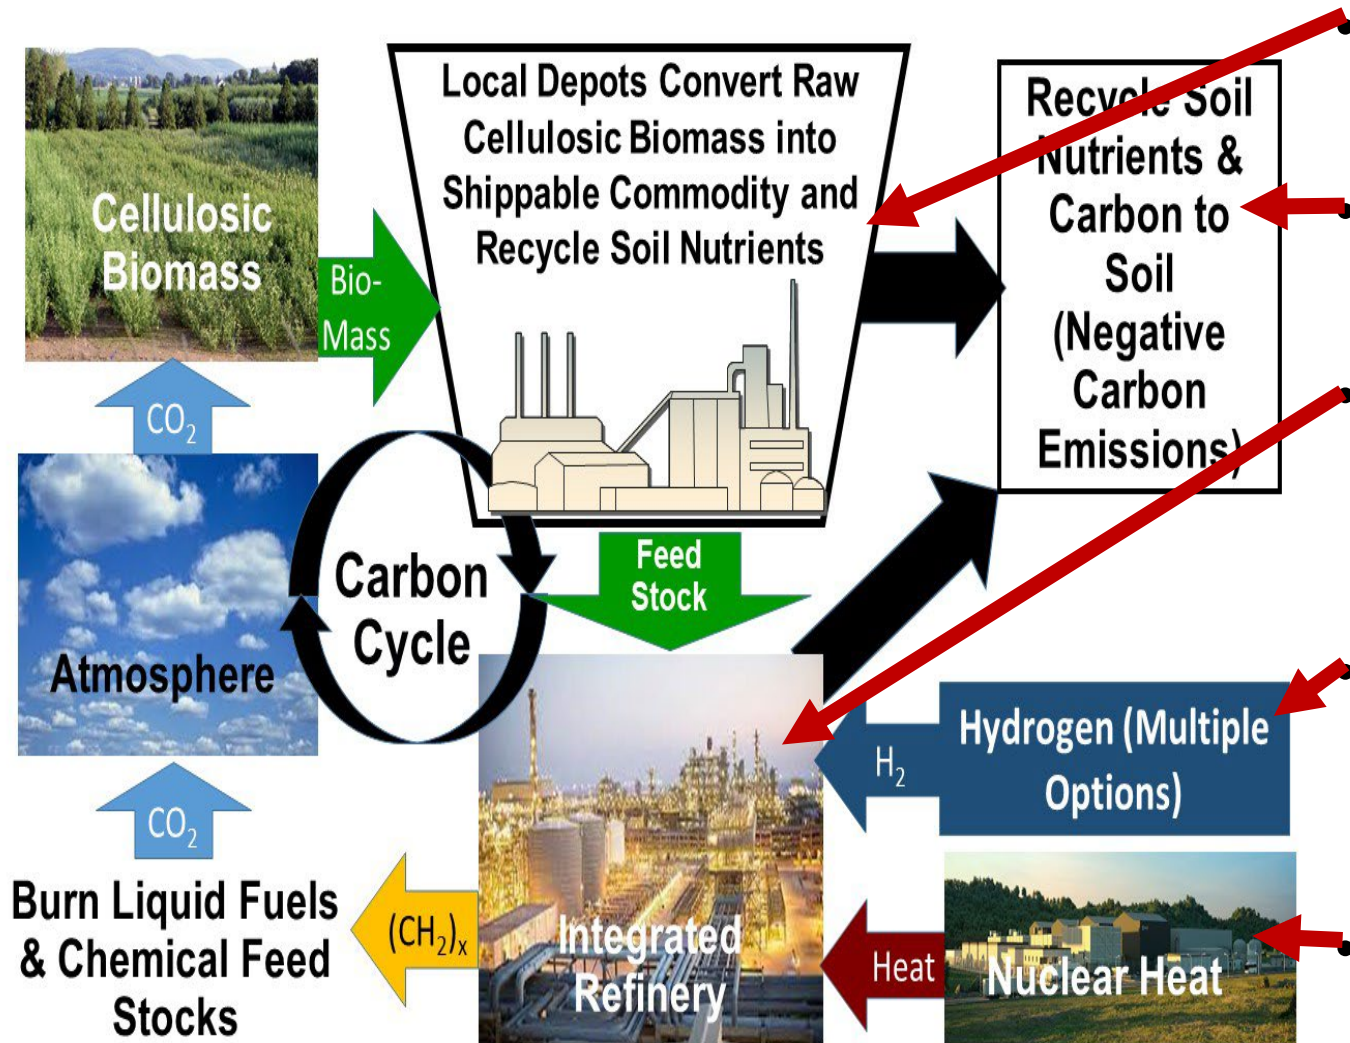 Local Depots Convert Raw
Cellulosic Biomass into
Shippable Commodity and
Recycle Soil Nutrients
Recycle Soil
Nutrients &
Carbon to
Soil
(Negative
Carbon
Emissions)
Cellulosic
Biomass
Bio-
Mass
CO₂
Feed
Stock
Carbon
Cycle
Atmosphere
Hydrogen (Multiple
Options)
H₂
CO₂
Burn Liquid Fuels
& Chemical Feed
Stocks
(CH₂)ₓ
Integrated
Refinery
Heat
Nuclear Heat